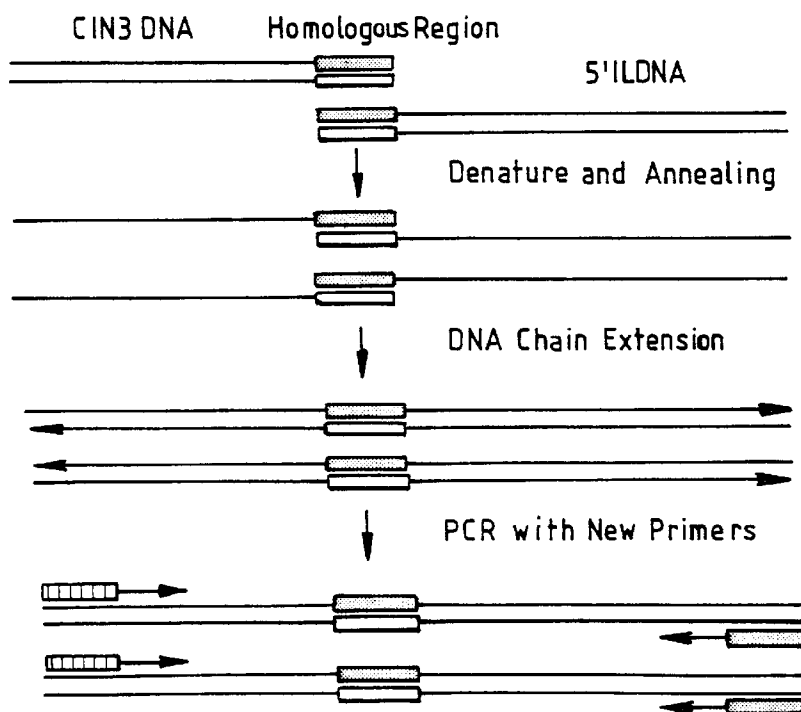 CIN3 DNA
Homologous Region
5'ILDNA
Denature and Annealing
DNA Chain Extension
PCR with New Primers